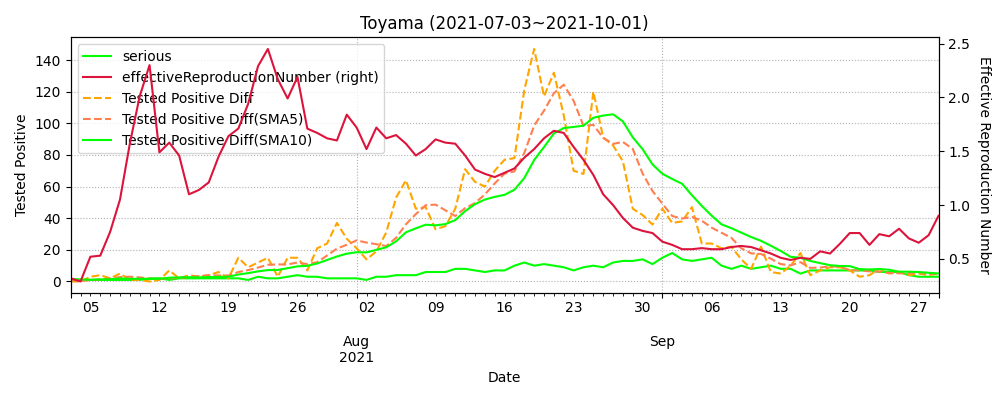 Toyama (2021-07-03~2021-10-01)
serious
effectiveReproductionNumber (right)
Tested Positive Diff
Tested Positive Diff(SMA5)
Tested Positive Diff(SMA10)
Tested Positive
140
120
100
80
60
40
20
0
2.5
2.0
1.5
1.0
0.5
Effective Reproduction Number
05 12 19 26 02 09 16 23 30 06 13 20 27
Aug Sep
2021
Date